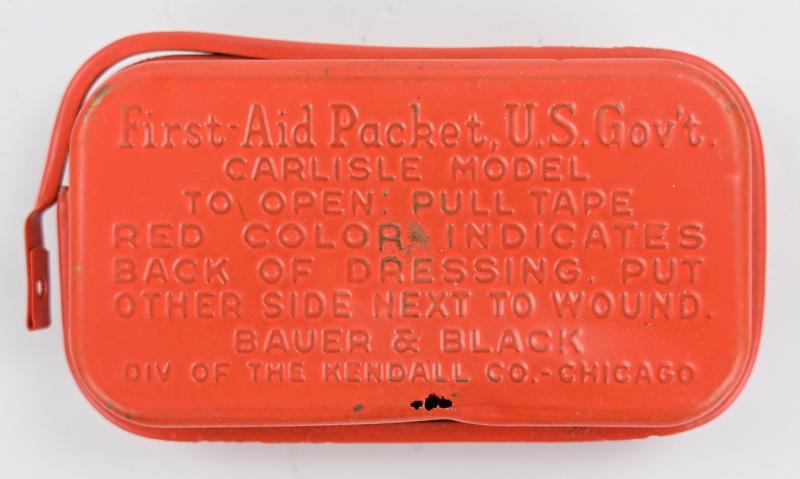 First-Aid Packet, U.S. Gov't.
CARLISLE MODEL
TO OPEN: PULL TAPE
RED COLOR INDICATES
BACK OF DRESSING. PUT
OTHER SIDE NEXT TO WOUND.
BAUER & BLACK
DIV OF THE KENDALL CO.-CHICAGO